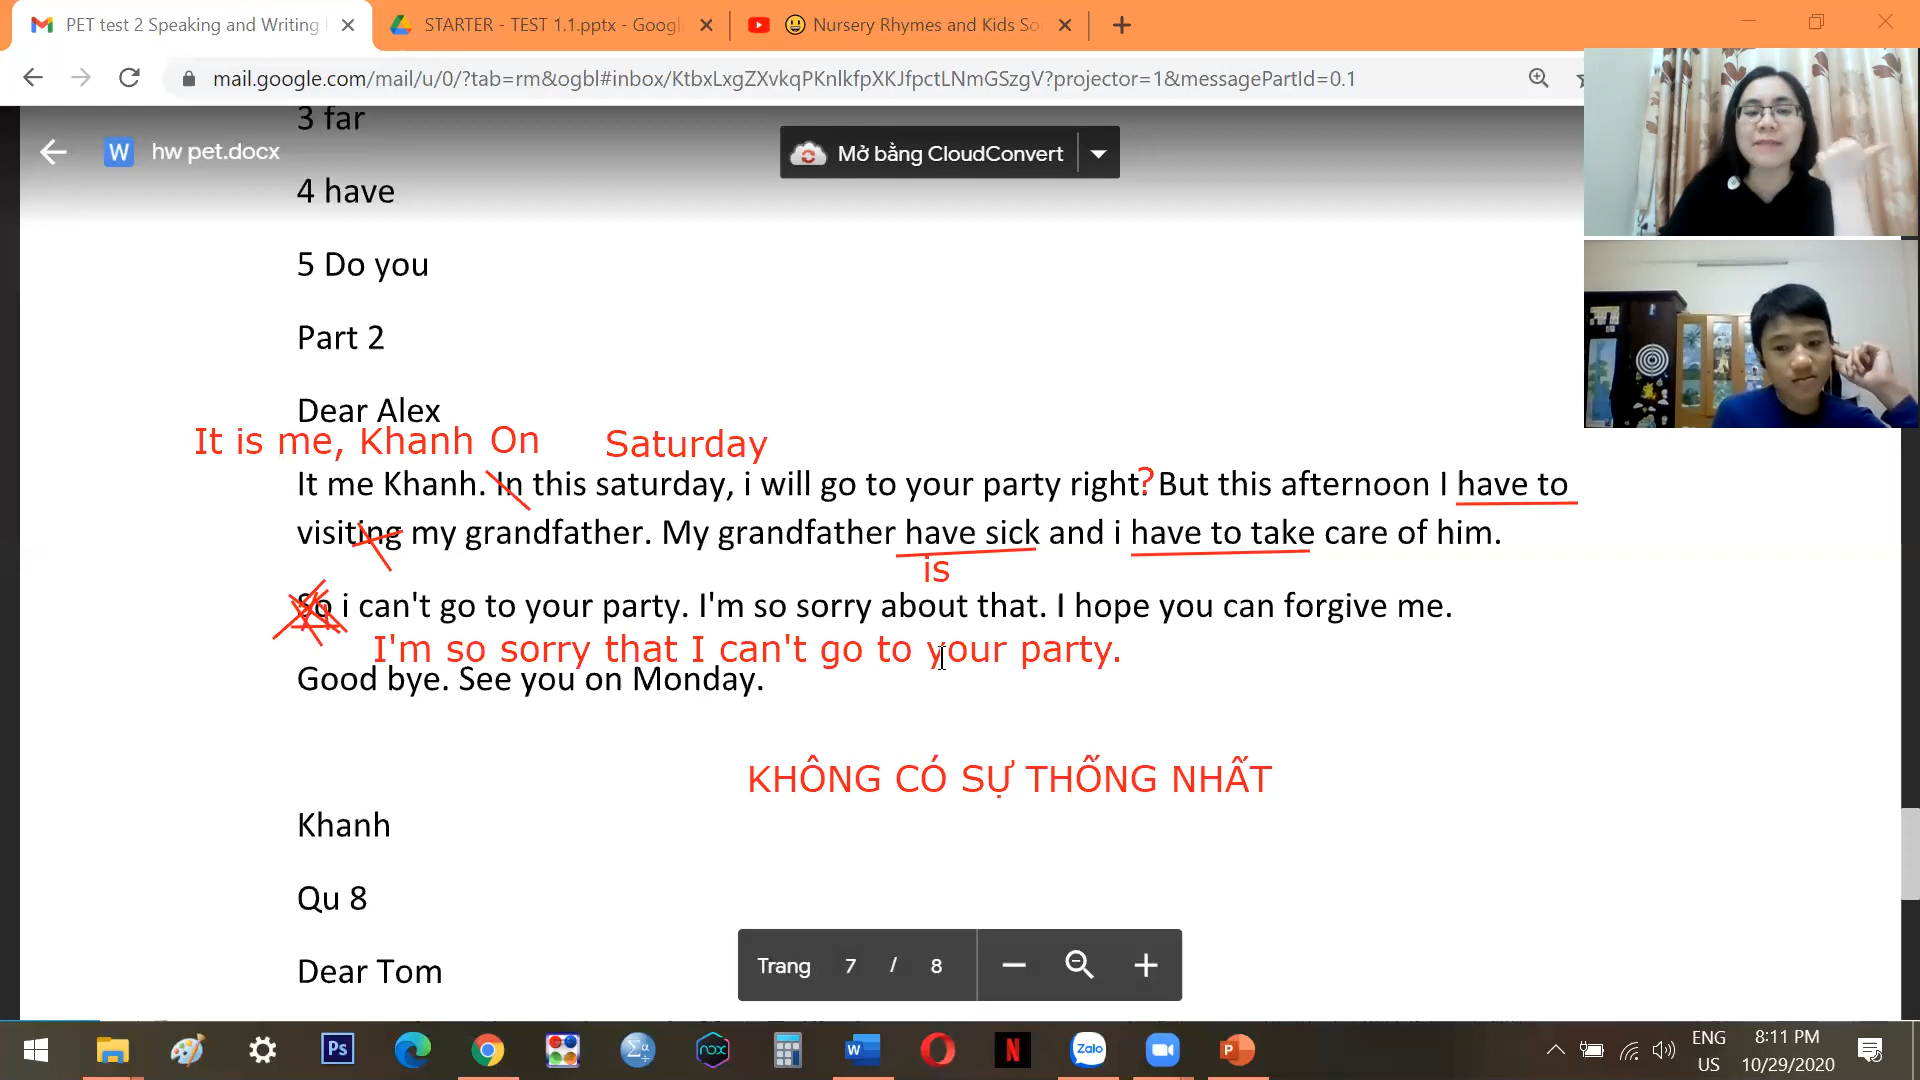 PET test 2 Speaking and Writing
STARTER - TEST 1.1.pptx - Googl
Nursery Rhymes and Kids So
mail.google.com/mail/u/0/?tab=rm&ogbl#inbox/KtbxLxgZXvkqPKnlkfpXKJfpctLNmGSzgV?projector=1&messagePartId=0.1
3 far
W hw pet.docx
Mở bằng CloudConvert
4 have
5 Do you
Part 2
Dear Alex
It is me, Khanh On Saturday
It me Khanh. In this saturday, i will go to your party right? But this afternoon I have to
visiting my grandfather. My grandfather have sick and i have to take care of him.
is
So i can't go to your party. I'm so sorry about that. I hope you can forgive me.
I'm so sorry that I can't go to your party.
Good bye. See you on Monday.
KHÔNG CÓ SỰ THỐNG NHẤT
Khanh
Qu 8
Dear Tom
Trang 7 / 8
Ps
nox
W
N
Zalo
P
ENG
US
8:11 PM
10/29/2020